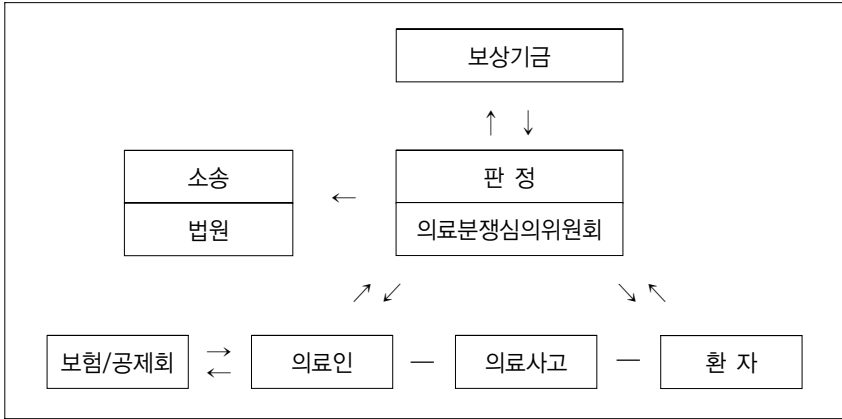 보상기금
↑ ↓
소송
법원
←
판 정
의료분쟁심의위원회
↗ ↙
↘ ↖
보험/공제회
→
←
의료인
—
의료사고
—
환 자